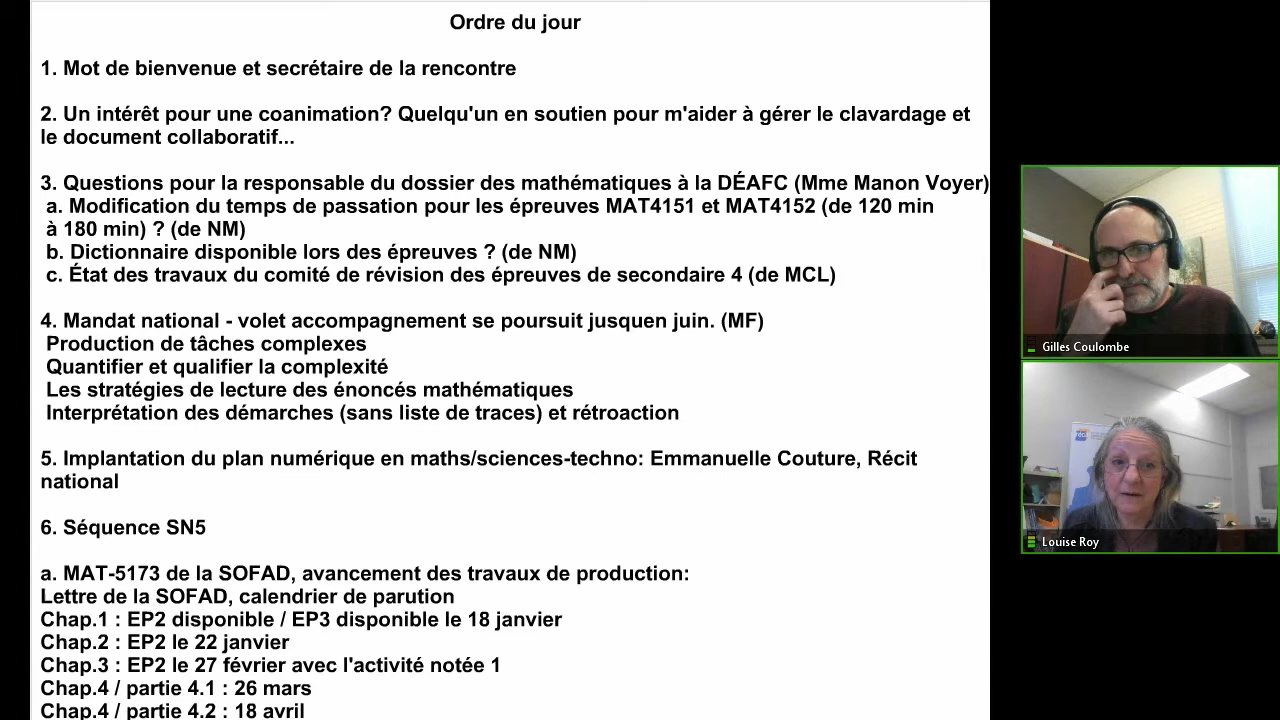 Ordre du jour
1. Mot de bienvenue et secrétaire de la rencontre
2. Un intérêt pour une coanimation? Quelqu'un en soutien pour m'aider à gérer le clavardage et
le document collaboratif...
3. Questions pour la responsable du dossier des mathématiques à la DÉAFC (Mme Manon Voyer)
a. Modification du temps de passation pour les épreuves MAT4151 et MAT4152 (de 120 min
à 180 min) ? (de NM)
b. Dictionnaire disponible lors des épreuves ? (de NM)
c. État des travaux du comité de révision des épreuves de secondaire 4 (de MCL)
4. Mandat national - volet accompagnement se poursuit jusquen juin. (MF)
Production de tâches complexes
Quantifier et qualifier la complexité
Les stratégies de lecture des énoncés mathématiques
Interprétation des démarches (sans liste de traces) et rétroaction
5. Implantation du plan numérique en maths/sciences-techno: Emmanuelle Couture, Récit
national
6. Séquence SN5
a. MAT-5173 de la SOFAD, avancement des travaux de production:
Lettre de la SOFAD, calendrier de parution
Chap.1 : EP2 disponible / EP3 disponible le 18 janvier
Chap.2 : EP2 le 22 janvier
Chap.3 : EP2 le 27 février avec l'activité notée 1
Chap.4 / partie 4.1 : 26 mars
Chap.4 / partie 4.2 : 18 avril
Gilles Coulombe
Louise Roy